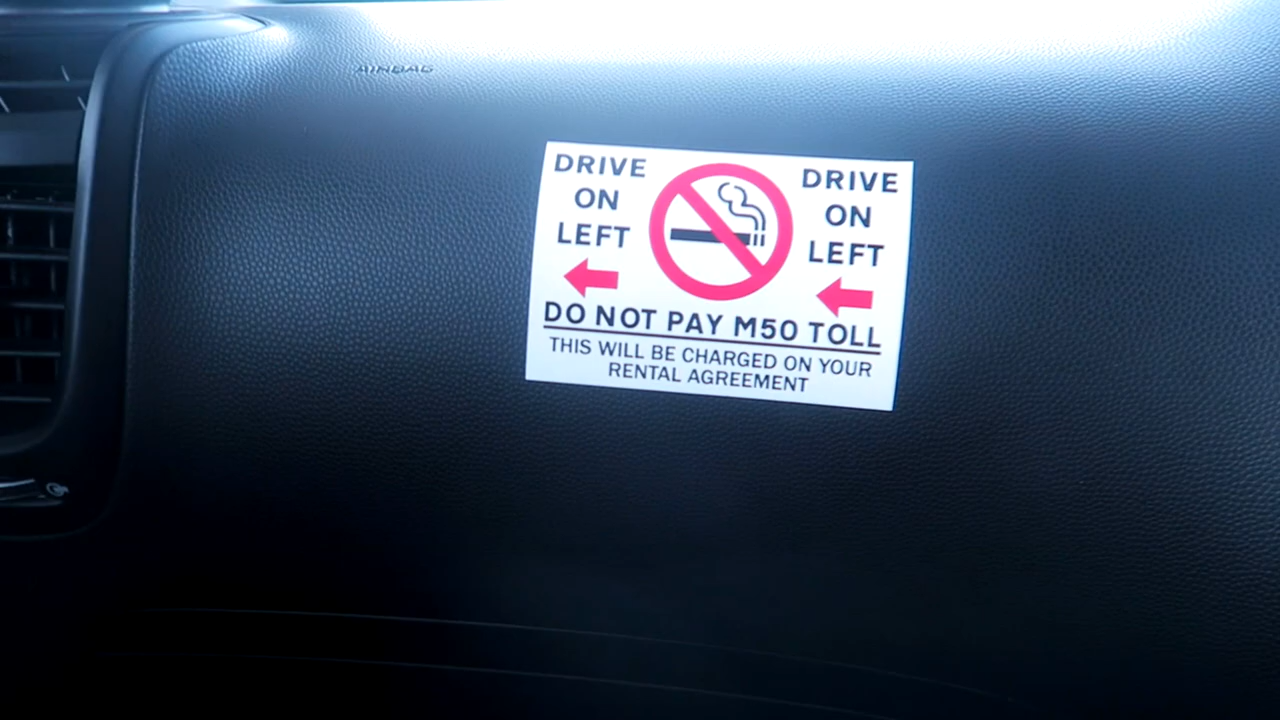 AIRBAG
DRIVE
ON
LEFT
DRIVE
ON
LEFT
DO NOT PAY M50 TOLL
THIS WILL BE CHARGED ON YOUR
RENTAL AGREEMENT